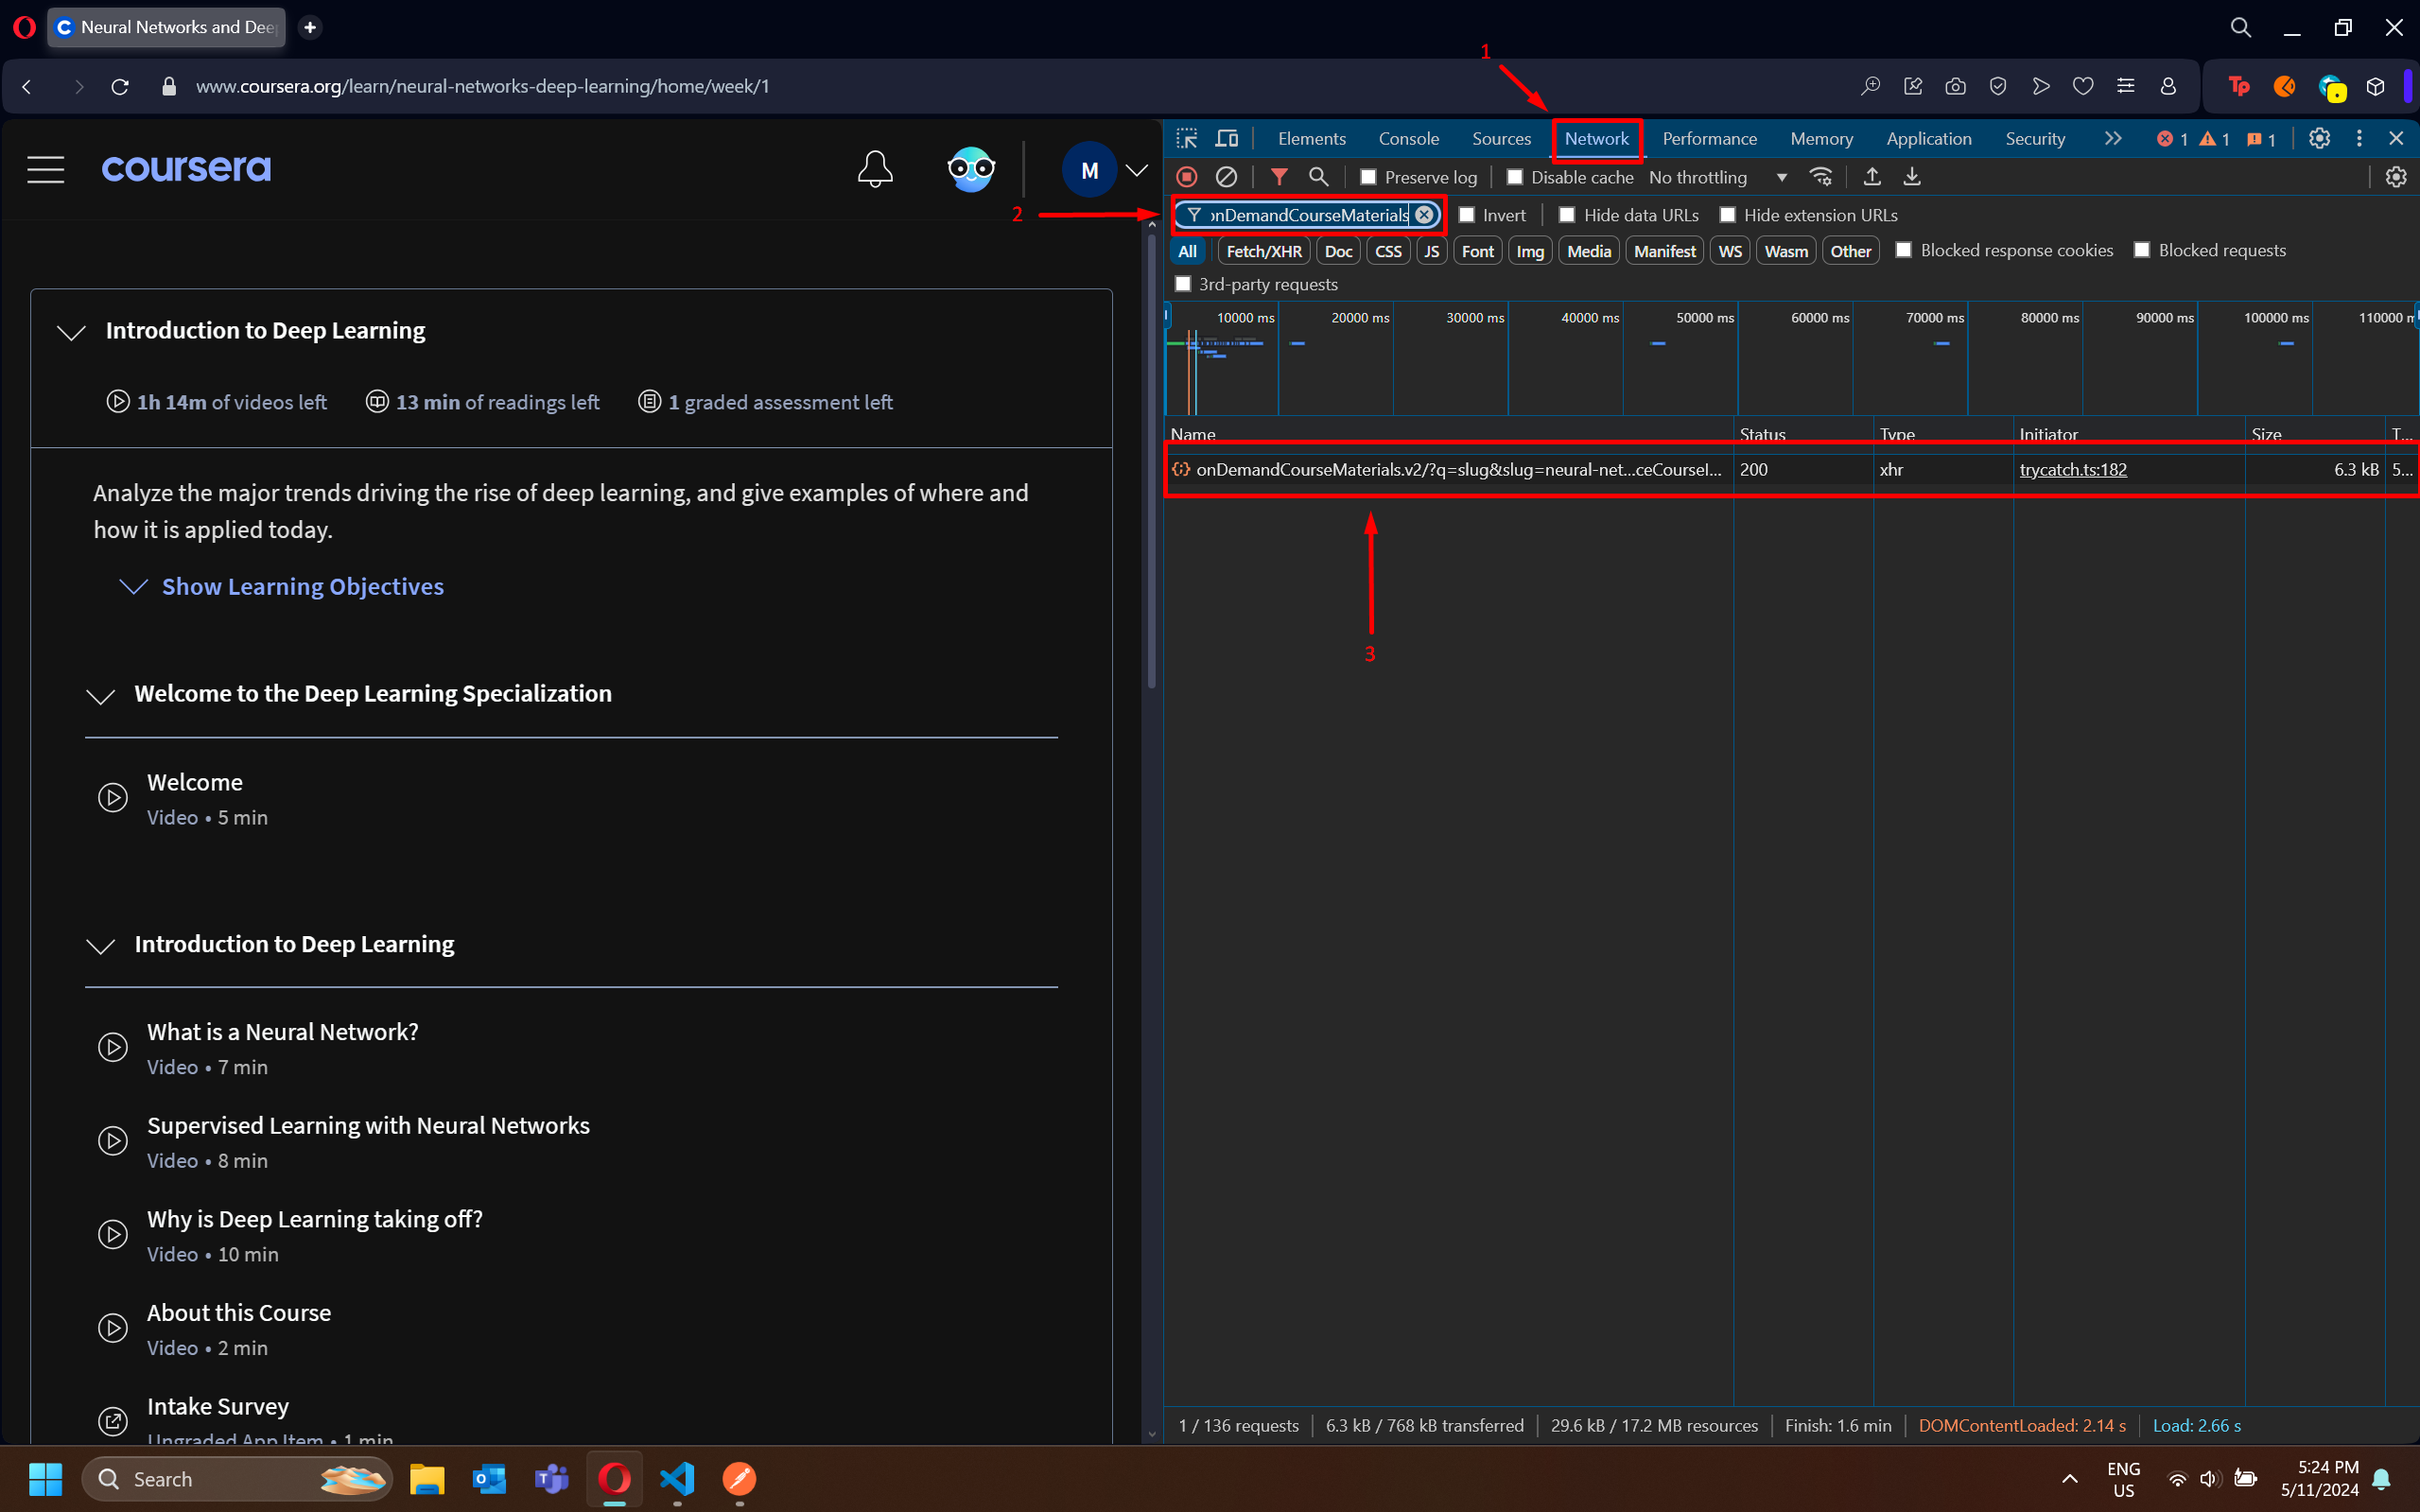 Neural Networks and Dee
www.coursera.org/learn/neural-networks-deep-learning/home/week/1
1
coursera
M
Elements Console Sources Network Performance Memory Application Security 1 1 1
Preserve log Disable cache No throttling
2
onDemandCourseMaterials Invert Hide data URLs Hide extension URLs
All Fetch/XHR Doc CSS JS Font Img Media Manifest WS Wasm Other Blocked response cookies Blocked requests
3rd-party requests
10000 ms 20000 ms 30000 ms 40000 ms 50000 ms 60000 ms 70000 ms 80000 ms 90000 ms 100000 ms 110000 m
Name Status Type Initiator Size T...
onDemandCourseMaterials.v2/?q=slug&slug=neural-net...ceCourseI... 200 xhr trycatch.ts:182 6.3 kB 5...
3
Introduction to Deep Learning
1h 14m of videos left 13 min of readings left 1 graded assessment left
Analyze the major trends driving the rise of deep learning, and give examples of where and
how it is applied today.
Show Learning Objectives
Welcome to the Deep Learning Specialization
Welcome
Video • 5 min
Introduction to Deep Learning
What is a Neural Network?
Video • 7 min
Supervised Learning with Neural Networks
Video • 8 min
Why is Deep Learning taking off?
Video • 10 min
About this Course
Video • 2 min
Intake Survey
Ungraded App Item • 1 min
1 / 136 requests 6.3 kB / 768 kB transferred 29.6 kB / 17.2 MB resources Finish: 1.6 min DOMContentLoaded: 2.14 s Load: 2.66 s
Search
ENG
US
5:24 PM
5/11/2024